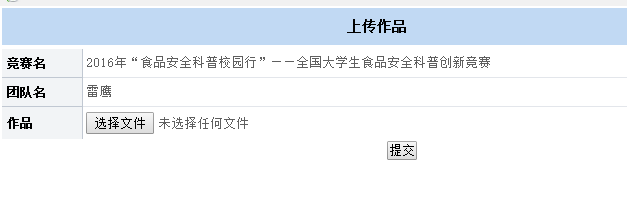 上传作品
竞赛名 2016年“食品安全科普校园行”－－全国大学生食品安全科普创新竞赛
团队名 雷鹰
作品 选择文件 未选择任何文件
提交